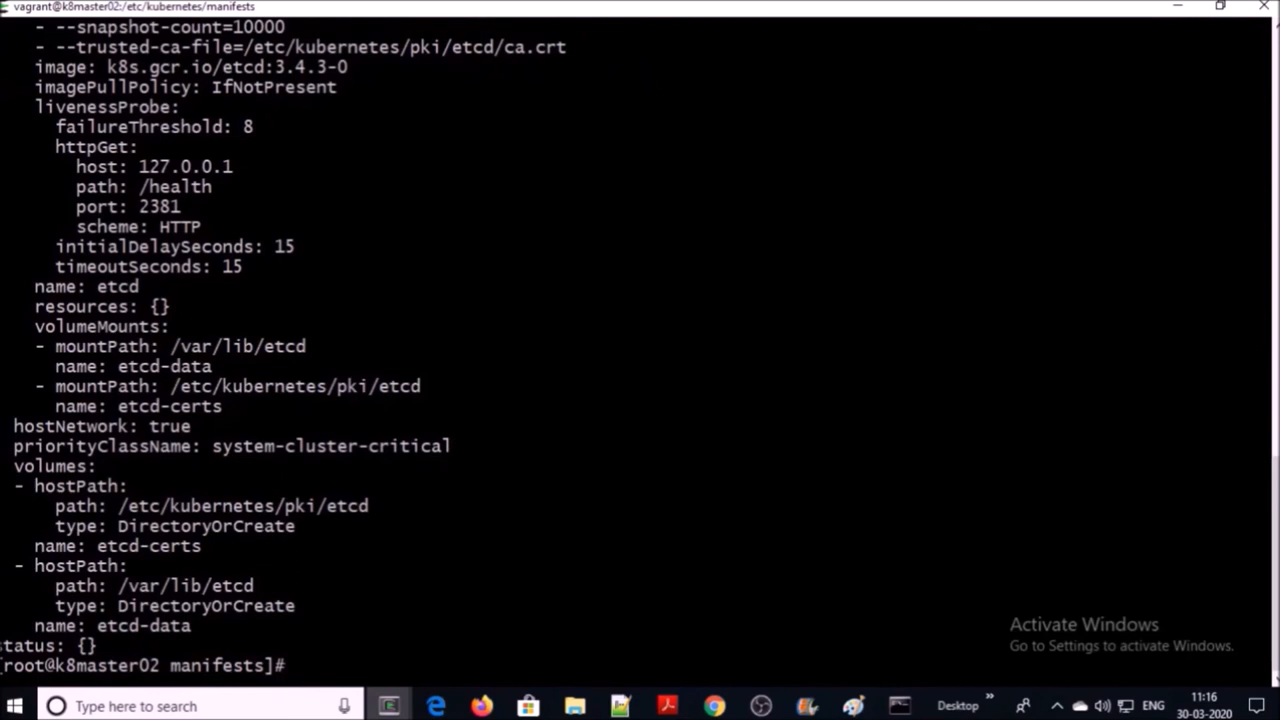 vagrant@k8master02:/etc/kubernetes/manifests
- --snapshot-count=10000
- --trusted-ca-file=/etc/kubernetes/pki/etcd/ca.crt
image: k8s.gcr.io/etcd:3.4.3-0
imagePullPolicy: IfNotPresent
livenessProbe:
failureThreshold: 8
httpGet:
host: 127.0.0.1
path: /health
port: 2381
scheme: HTTP
initialDelaySeconds: 15
timeoutSeconds: 15
name: etcd
resources: {}
volumeMounts:
- mountPath: /var/lib/etcd
name: etcd-data
- mountPath: /etc/kubernetes/pki/etcd
name: etcd-certs
hostNetwork: true
priorityClassName: system-cluster-critical
volumes:
- hostPath:
path: /etc/kubernetes/pki/etcd
type: DirectoryOrCreate
name: etcd-certs
- hostPath:
path: /var/lib/etcd
type: DirectoryOrCreate
name: etcd-data
status: {}
[root@k8master02 manifests]#
Activate Windows
Go to Settings to activate Windows.
Type here to search
Desktop
ENG
11:16
30-03-2020